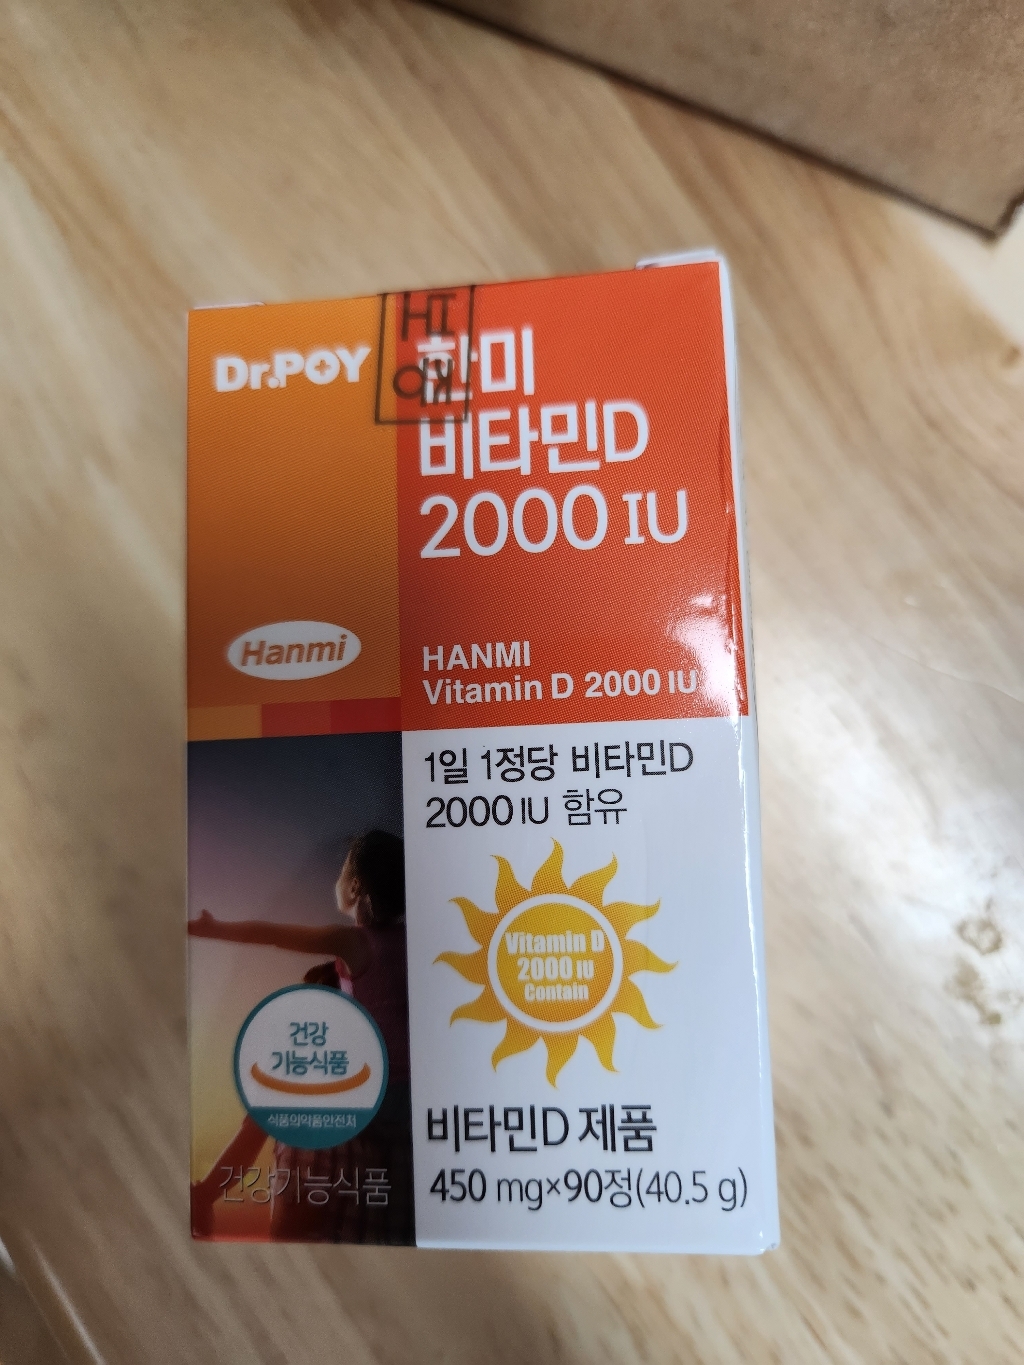 Dr.POY
한미
비타민D
2000 IU
Hanmi
HANMI
Vitamin D 2000 IU
1일 1정당 비타민D
2000 IU 함유
Vitamin D
2000 IU
Contain
건강
기능식품
식품의약품안전처
건강기능식품
비타민D 제품
450 mg×90정(40.5 g)